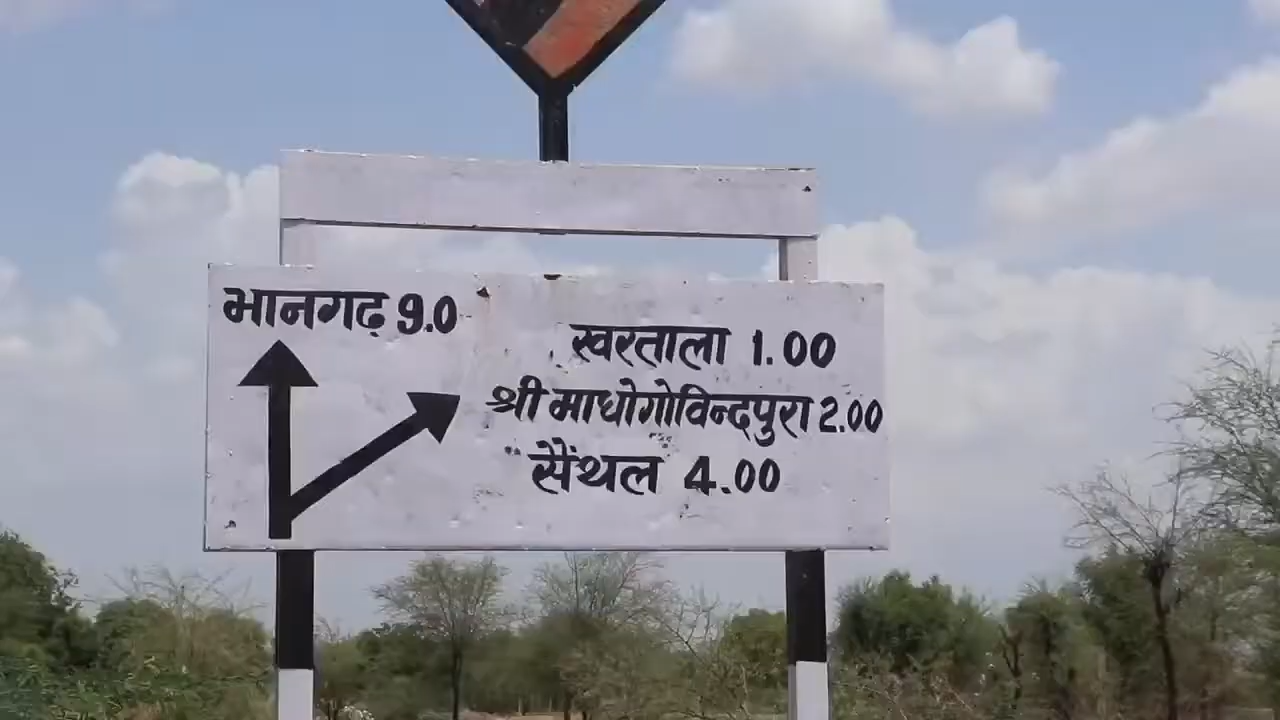 भानगढ़ 9.0
खरताला 1.00
श्री माधोगोविन्दपुरा 2.00
सैंथल 4.00